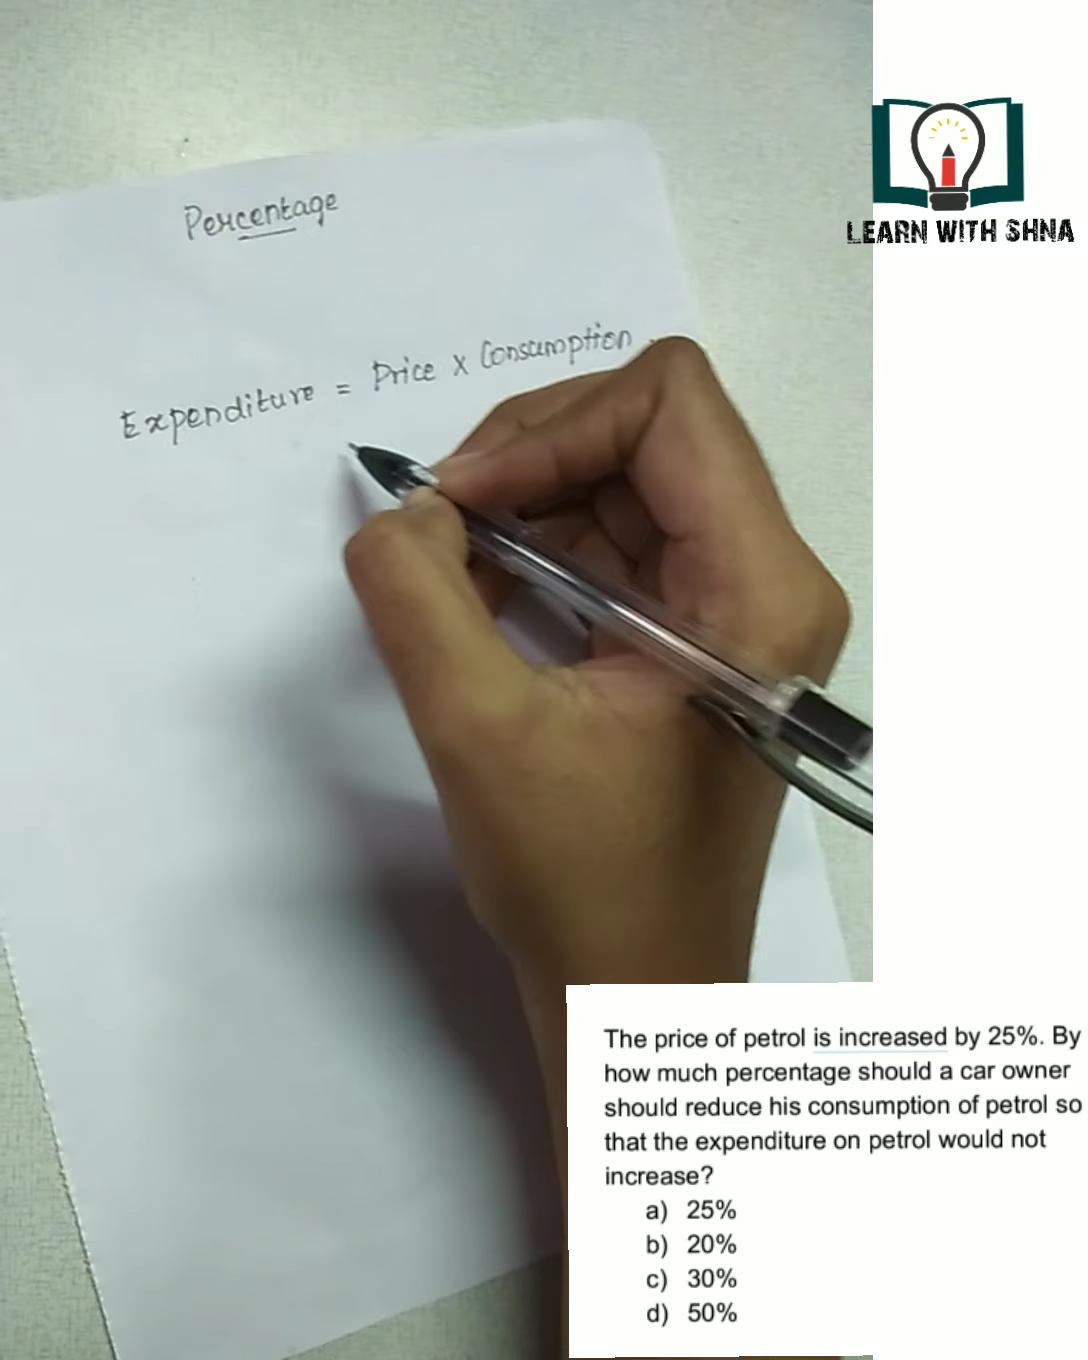 Percentage
Expenditure = Price x Consumption
LEARN WITH SHNA
The price of petrol is increased by 25%. By
how much percentage should a car owner
should reduce his consumption of petrol so
that the expenditure on petrol would not
increase?
a) 25%
b) 20%
c) 30%
d) 50%